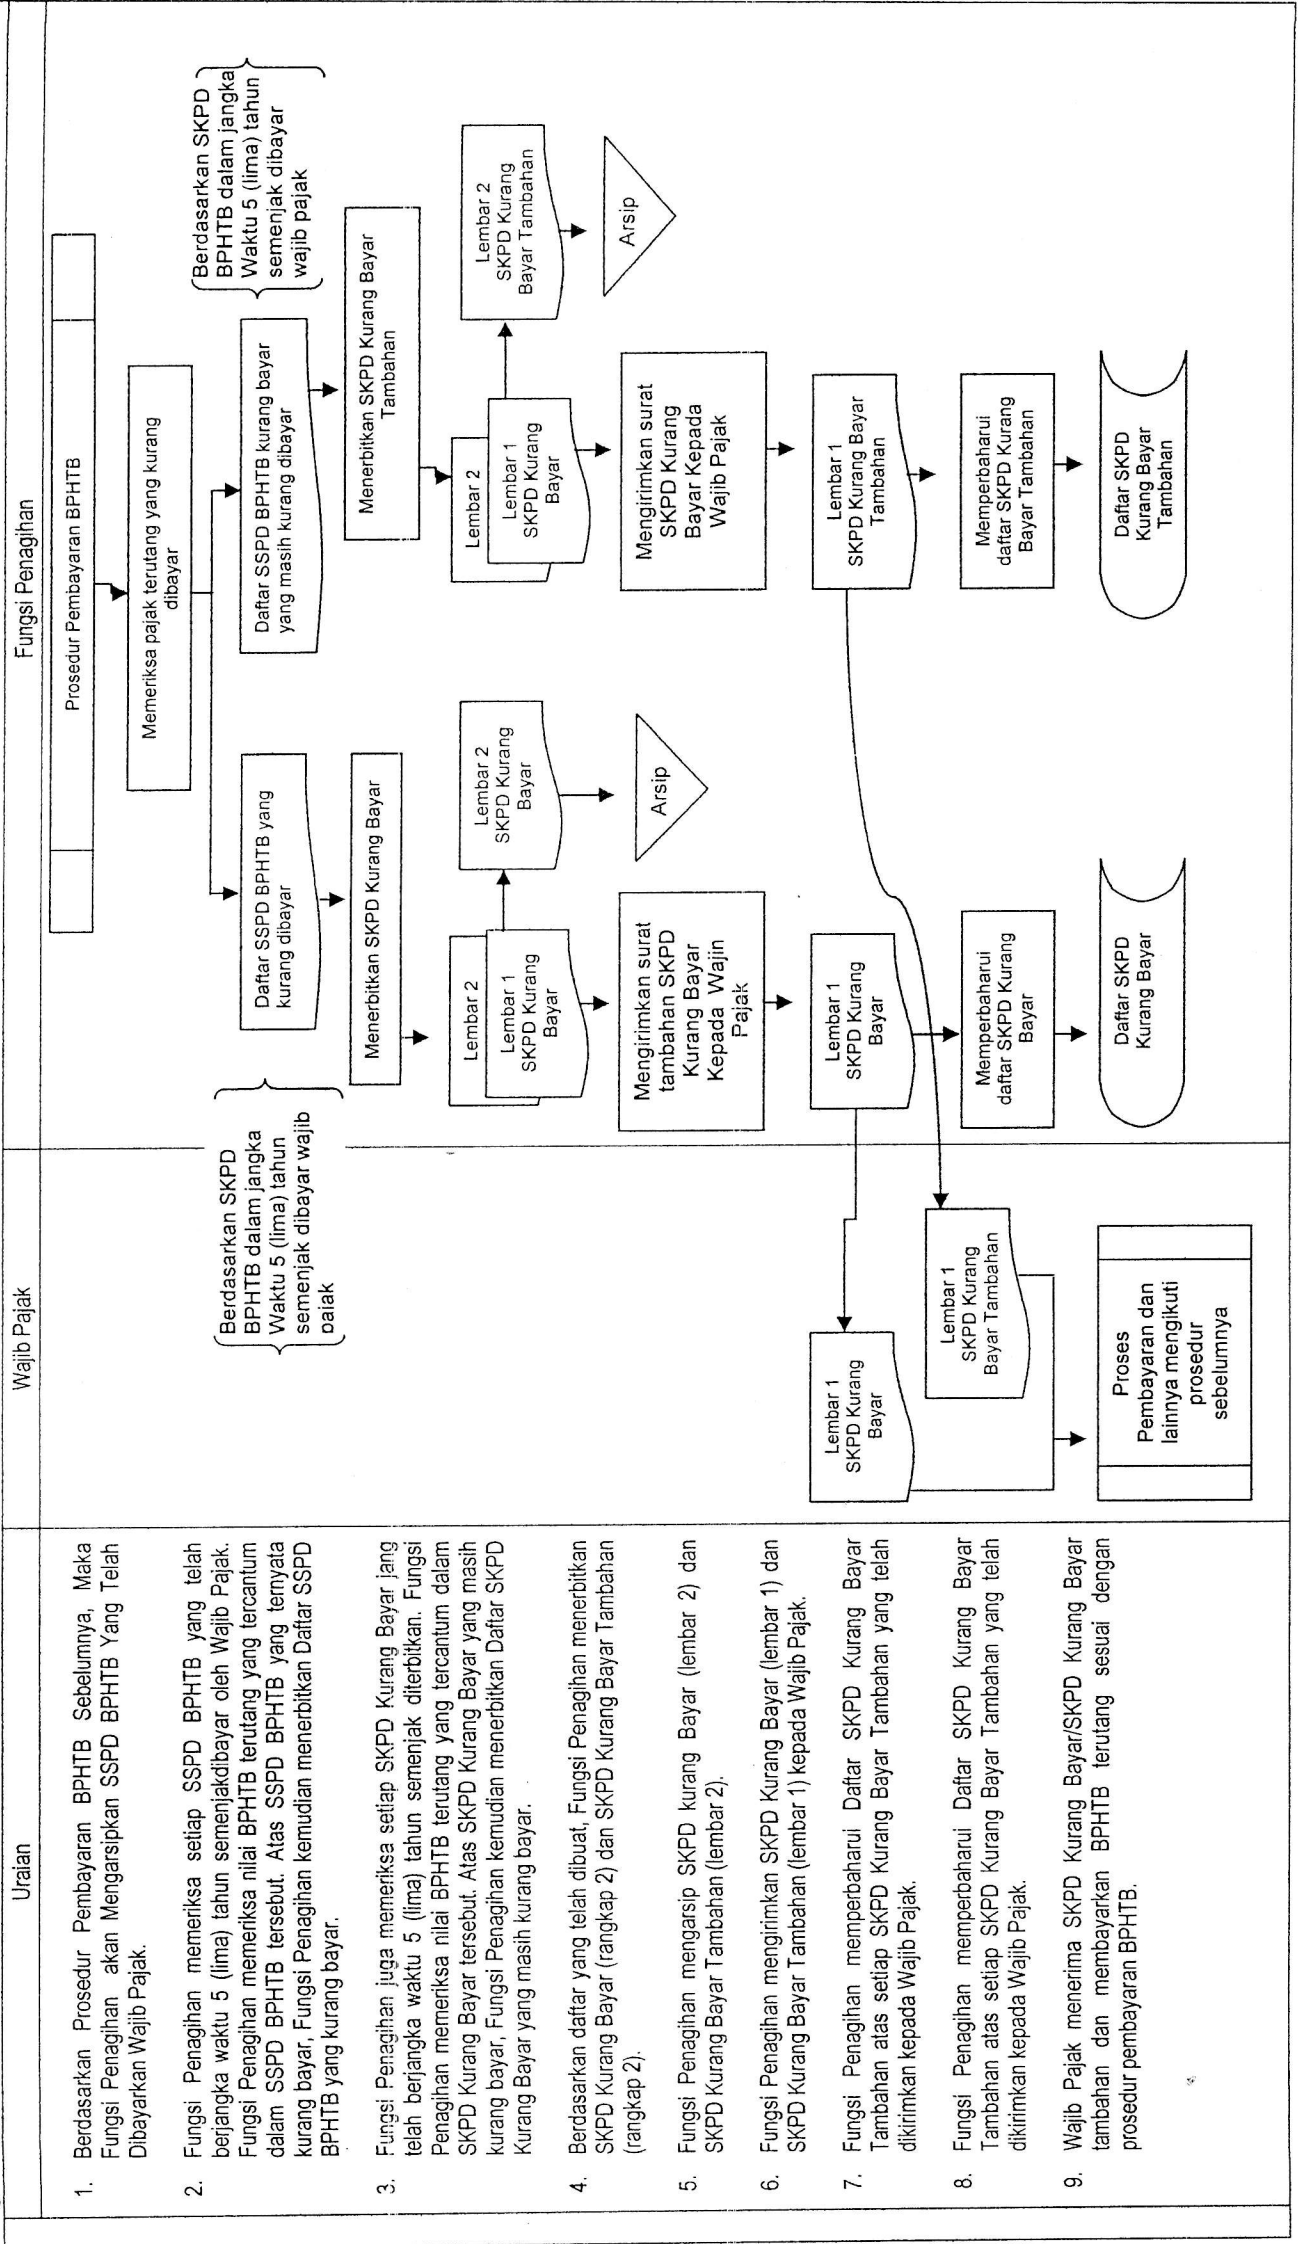 Uraian
1. Berdasarkan Prosedur Pembayaran BPHTB Sebelumnya, Maka
Fungsi Penagihan akan Mengarsipkan SSPD BPHTB Yang Telah
Dibayarkan Wajib Pajak.
2. Fungsi Penagihan memeriksa setiap SSPD BPHTB yang telah
berjangka waktu 5 (lima) tahun semenjakdibayar oleh Wajib Pajak.
Fungsi Penagihan memeriksa nilai BPHTB terutang yang tercantum
dalam SSPD BPHTB tersebut. Atas SSPD BPHTB yang ternyata
kurang bayar, Fungsi Penagihan kemudian menerbitkan Daftar SSPD
BPHTB yang kurang bayar.
3. Fungsi Penagihan juga memeriksa setiap SKPD Kurang Bayar jang
telah berjangka waktu 5 (lima) tahun semenjak diterbitkan. Fungsi
Penagihan memeriksa nilai BPHTB terutang yang tercantum dalam
SKPD Kurang Bayar tersebut. Atas SKPD Kurang Bayar yang masih
kurang bayar, Fungsi Penagihan kemudian menerbitkan Daftar SKPD
Kurang Bayar yang masih kurang bayar.
4. Berdasarkan daftar yang telah dibuat, Fungsi Penagihan menerbitkan
SKPD Kurang Bayar (rangkap 2) dan SKPD Kurang Bayar Tambahan
(rangkap 2).
5. Fungsi Penagihan mengarsip SKPD kurang Bayar (lembar 2) dan
SKPD Kurang Bayar Tambahan (lembar 2).
6. Fungsi Penagihan mengirimkan SKPD Kurang Bayar (lembar 1) dan
SKPD Kurang Bayar Tambahan (lembar 1) kepada Wajib Pajak.
7. Fungsi Penagihan memperbaharui Daftar SKPD Kurang Bayar
Tambahan atas setiap SKPD Kurang Bayar Tambahan yang telah
dikirimkan kepada Wajib Pajak.
8. Fungsi Penagihan memperbaharui Daftar SKPD Kurang Bayar
Tambahan atas setiap SKPD Kurang Bayar Tambahan yang telah
dikirimkan kepada Wajib Pajak.
9. Wajib Pajak menerima SKPD Kurang Bayar/SKPD Kurang Bayar
tambahan dan membayarkan BPHTB terutang sesuai dengan
prosedur pembayaran BPHTB.
Wajib Pajak
Berdasarkan SKPD
BPHTB dalam jangka
Waktu 5 (lima) tahun
semenjak dibayar wajib
paiak
Lembar 1
SKPD Kurang
Bayar
Lembar 1
SKPD Kurang
Bayar Tambahan
Proses
Pembayaran dan
lainnya mengikuti
prosedur
sebelumnya
Fungsi Penagihan
Prosedur Pembayaran BPHTB
Memeriksa pajak terutang yang kurang
dibayar
Daftar SSPD BPHTB yang
kurang dibayar
Menerbitkan SKPD Kurang Bayar
Lembar 2
Lembar 1
SKPD Kurang
Bayar
Lembar 2
SKPD Kurang
Bayar
Arsip
Mengirimkan surat
tambahan SKPD
Kurang Bayar
Kepada Wajin
Pajak
Lembar 1
SKPD Kurang
Bayar
Memperbaharui
daftar SKPD Kurang
Bayar
Daftar SKPD
Kurang Bayar
Daftar SSPD BPHTB kurang bayar
yang masih kurang dibayar
Berdasarkan SKPD
BPHTB dalam jangka
Waktu 5 (lima) tahun
semenjak dibayar
wajib pajak
Menerbitkan SKPD Kurang Bayar
Tambahan
Lembar 2
Lembar 1
SKPD Kurang
Bayar
Lembar 2
SKPD Kurang
Bayar Tambahan
Arsip
Mengirimkan surat
SKPD Kurang
Bayar Kepada
Wajib Pajak
Lembar 1
SKPD Kurang Bayar
Tambahan
Memperbaharui
daftar SKPD Kurang
Bayar Tambahan
Daftar SKPD
Kurang Bayar
Tambahan